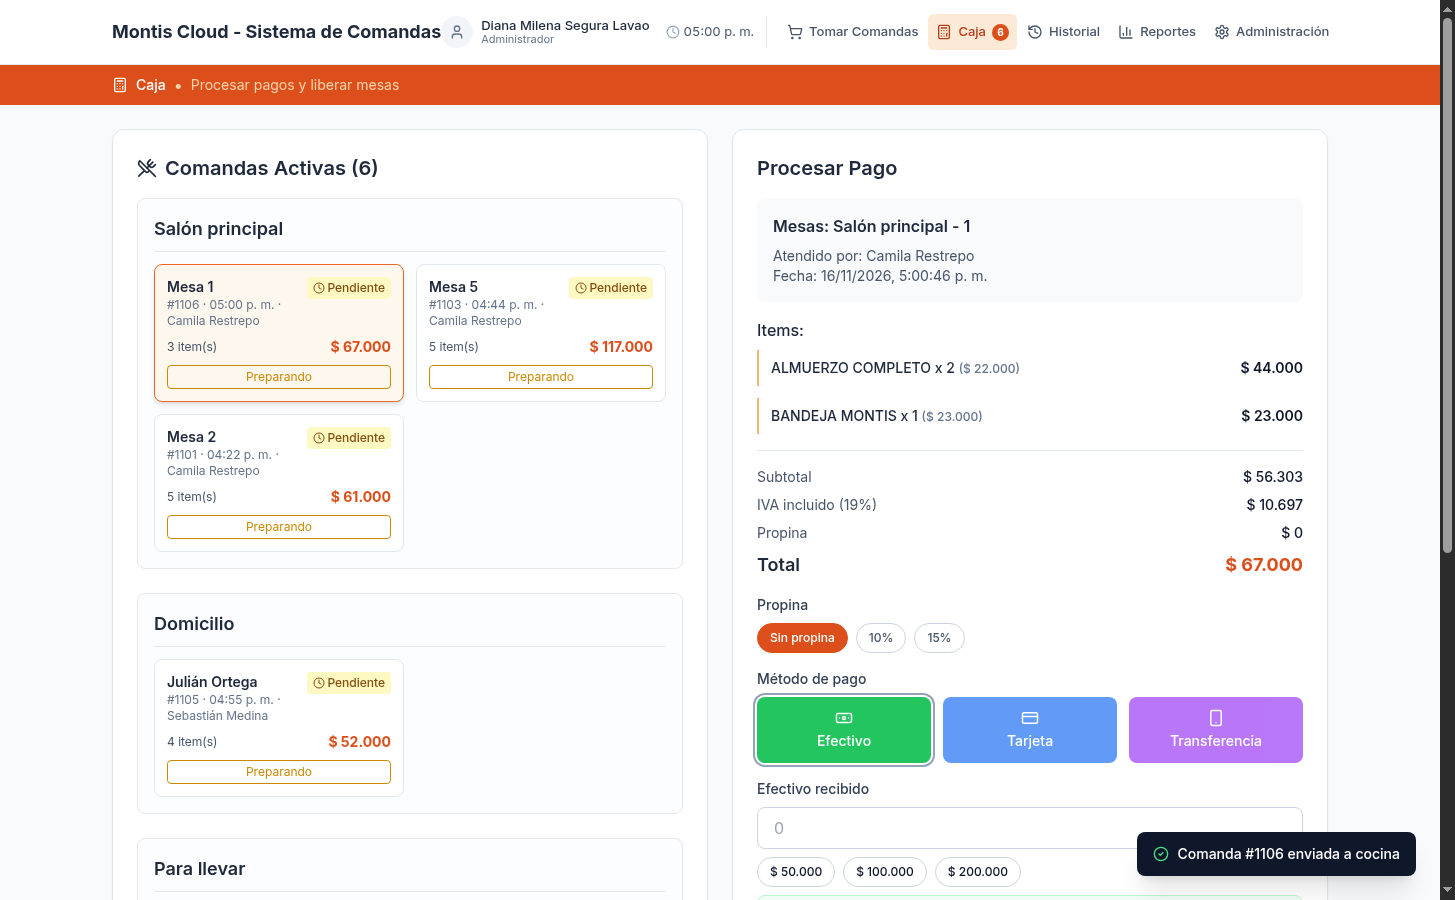 Montis Cloud - Sistema de Comandas
Diana Milena Segura Lavao
Administrador
05:00 p. m.
Tomar Comandas
Caja 6
Historial
Reportes
Administración
Caja • Procesar pagos y liberar mesas
Comandas Activas (6)
Salón principal
Mesa 1
Pendiente
#1106 · 05:00 p. m. ·
Camila Restrepo
3 item(s)
$ 67.000
Preparando
Mesa 5
Pendiente
#1103 · 04:44 p. m. ·
Camila Restrepo
5 item(s)
$ 117.000
Preparando
Mesa 2
Pendiente
#1101 · 04:22 p. m. ·
Camila Restrepo
5 item(s)
$ 61.000
Preparando
Domicilio
Julián Ortega
Pendiente
#1105 · 04:55 p. m. ·
Sebastián Medina
4 item(s)
$ 52.000
Preparando
Para llevar
Procesar Pago
Mesas: Salón principal - 1
Atendido por: Camila Restrepo
Fecha: 16/11/2026, 5:00:46 p. m.
Items:
ALMUERZO COMPLETO x 2 ($ 22.000) $ 44.000
BANDEJA MONTIS x 1 ($ 23.000) $ 23.000
Subtotal $ 56.303
IVA incluido (19%) $ 10.697
Propina $ 0
Total $ 67.000
Propina
Sin propina
10%
15%
Método de pago
Efectivo
Tarjeta
Transferencia
Efectivo recibido
0
$ 50.000
$ 100.000
$ 200.000
Comanda #1106 enviada a cocina